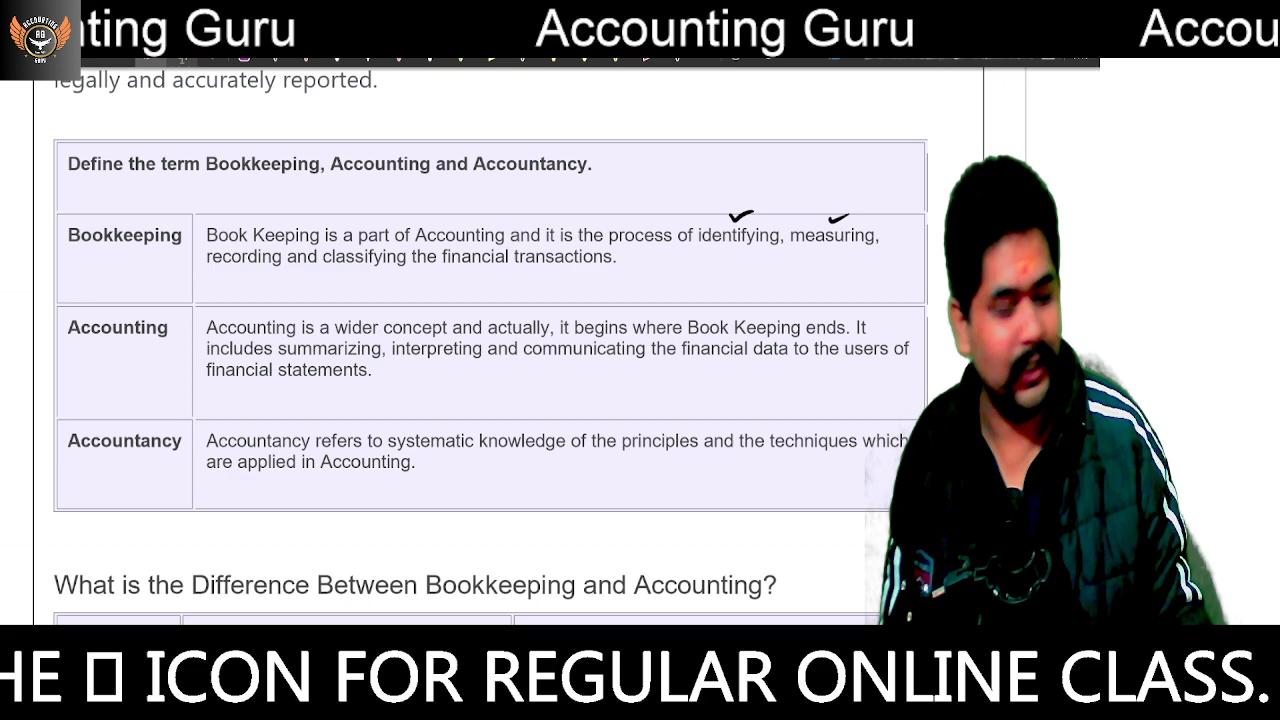 nting Guru Accounting Guru Accou
ACCOUNTING
AG
GURU
legally and accurately reported.
Define the term Bookkeeping, Accounting and Accountancy.
Bookkeeping
Book Keeping is a part of Accounting and it is the process of identifying, measuring,
recording and classifying the financial transactions.
Accounting
Accounting is a wider concept and actually, it begins where Book Keeping ends. It
includes summarizing, interpreting and communicating the financial data to the users of
financial statements.
Accountancy
Accountancy refers to systematic knowledge of the principles and the techniques which
are applied in Accounting.
What is the Difference Between Bookkeeping and Accounting?
HE ICON FOR REGULAR ONLINE CLASS.